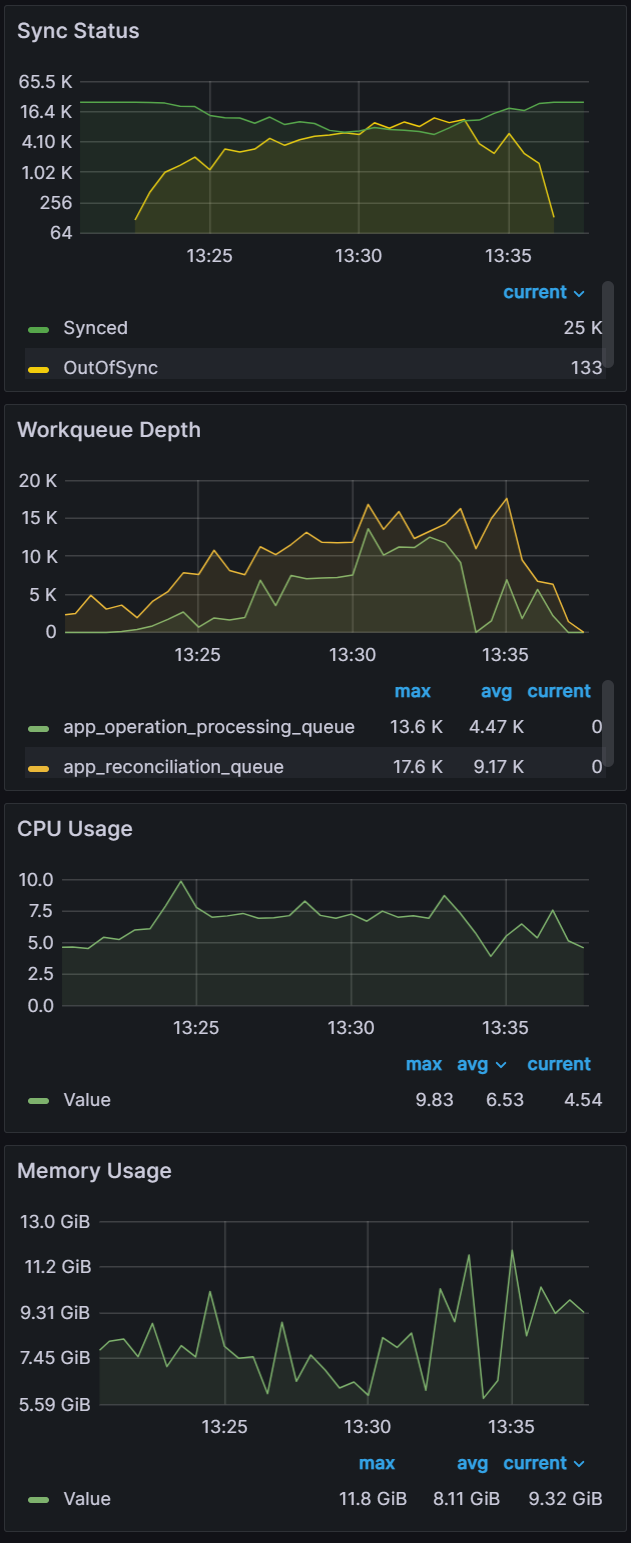 Sync Status
65.5 K
16.4 K
4.10 K
1.02 K
256
64
13:25 13:30 13:35
current
Synced 25 K
OutOfSync 133
Workqueue Depth
20 K
15 K
10 K
5 K
0
13:25 13:30 13:35
max avg current
app_operation_processing_queue 13.6 K 4.47 K 0
app_reconciliation_queue 17.6 K 9.17 K 0
CPU Usage
10.0
7.5
5.0
2.5
0.0
13:25 13:30 13:35
max avg current
Value 9.83 6.53 4.54
Memory Usage
13.0 GiB
11.2 GiB
9.31 GiB
7.45 GiB
5.59 GiB
13:25 13:30 13:35
max avg current
Value 11.8 GiB 8.11 GiB 9.32 GiB